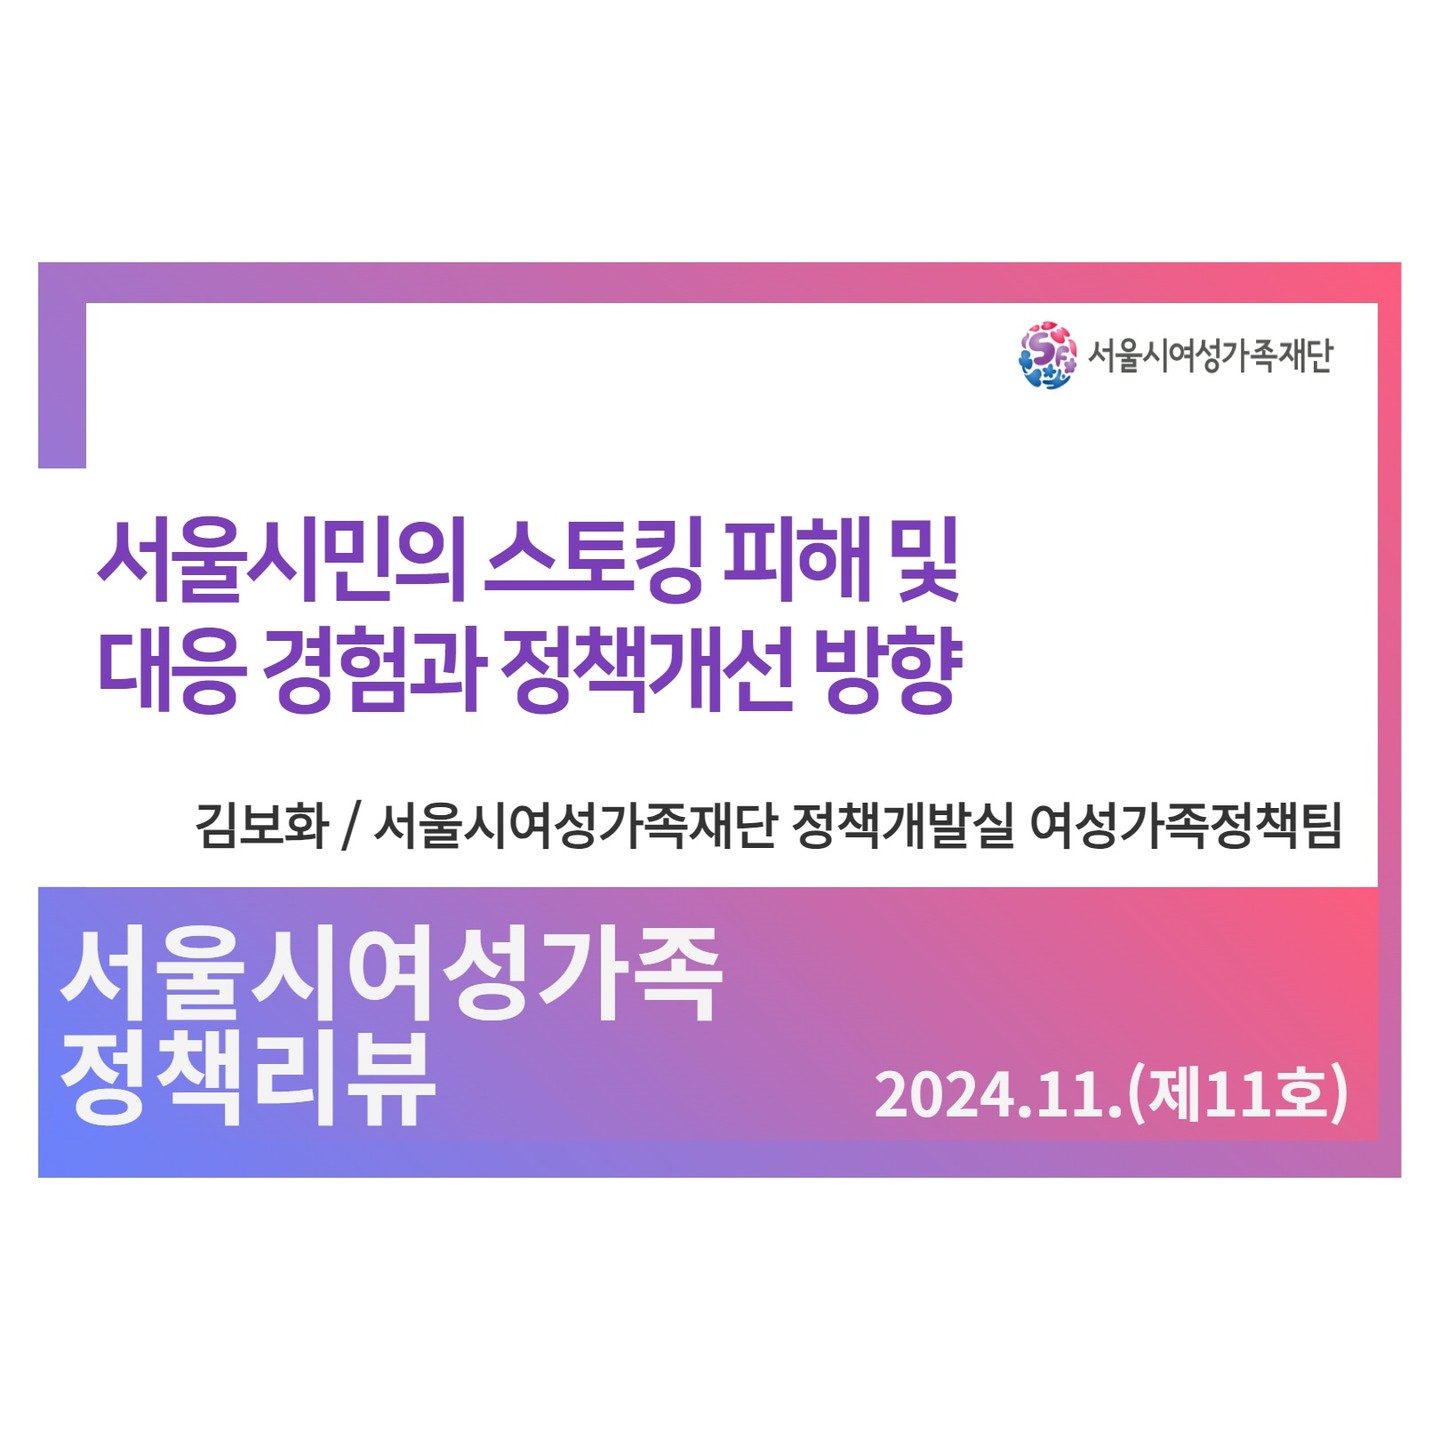 서울시여성가족재단
서울시민의 스토킹 피해 및
대응 경험과 정책개선 방향
김보화 / 서울시여성가족재단 정책개발실 여성가족정책팀
서울시여성가족
정책리뷰
2024.11.(제11호)